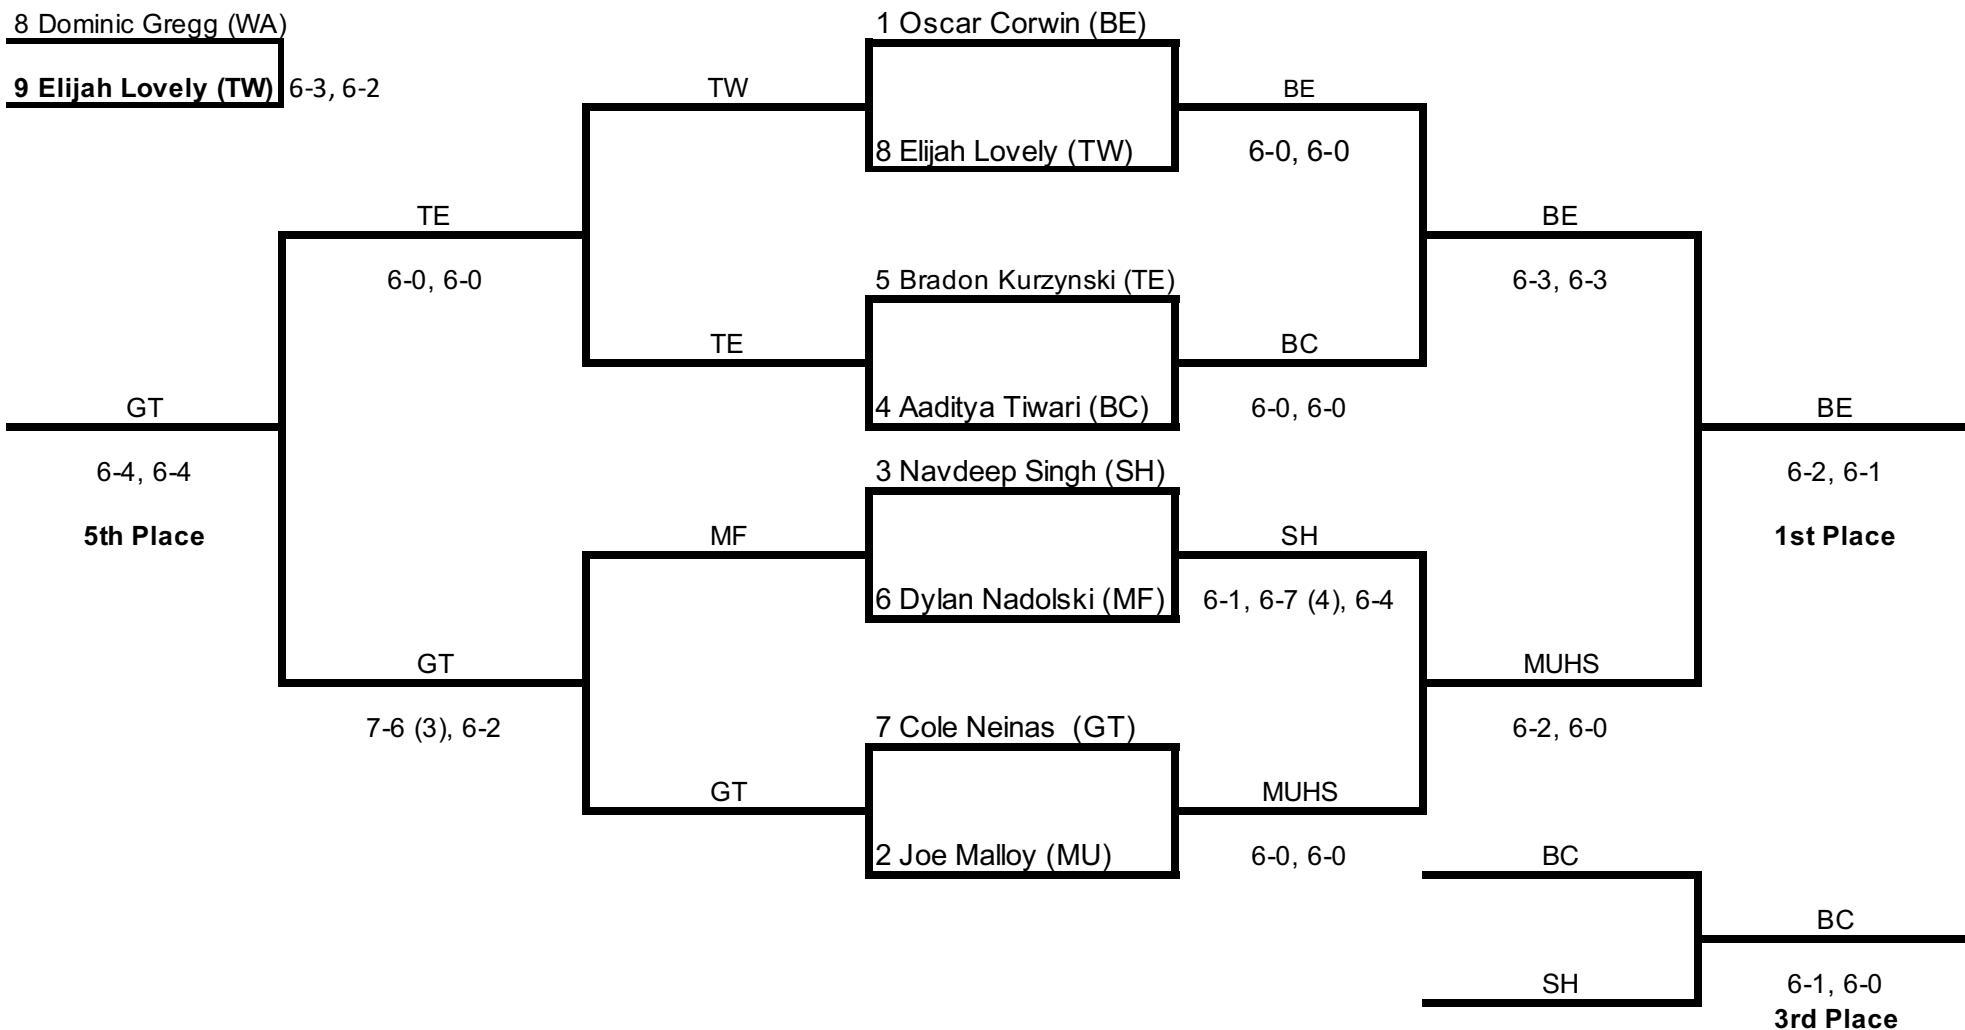 8 Dominic Gregg (WA)
1 Oscar Corwin (BE)
9 Elijah Lovely (TW) 6-3, 6-2
TW
BE
8 Elijah Lovely (TW)
6-0, 6-0
TE
BE
6-0, 6-0
5 Bradon Kurzynski (TE)
6-3, 6-3
TE
BC
GT
4 Aaditya Tiwari (BC)
6-0, 6-0
BE
6-4, 6-4
3 Navdeep Singh (SH)
6-2, 6-1
5th Place
MF
SH
1st Place
6 Dylan Nadolski (MF)
6-1, 6-7 (4), 6-4
GT
MUHS
7-6 (3), 6-2
7 Cole Neinas (GT)
6-2, 6-0
GT
MUHS
2 Joe Malloy (MU)
6-0, 6-0
BC
BC
SH
6-1, 6-0
3rd Place